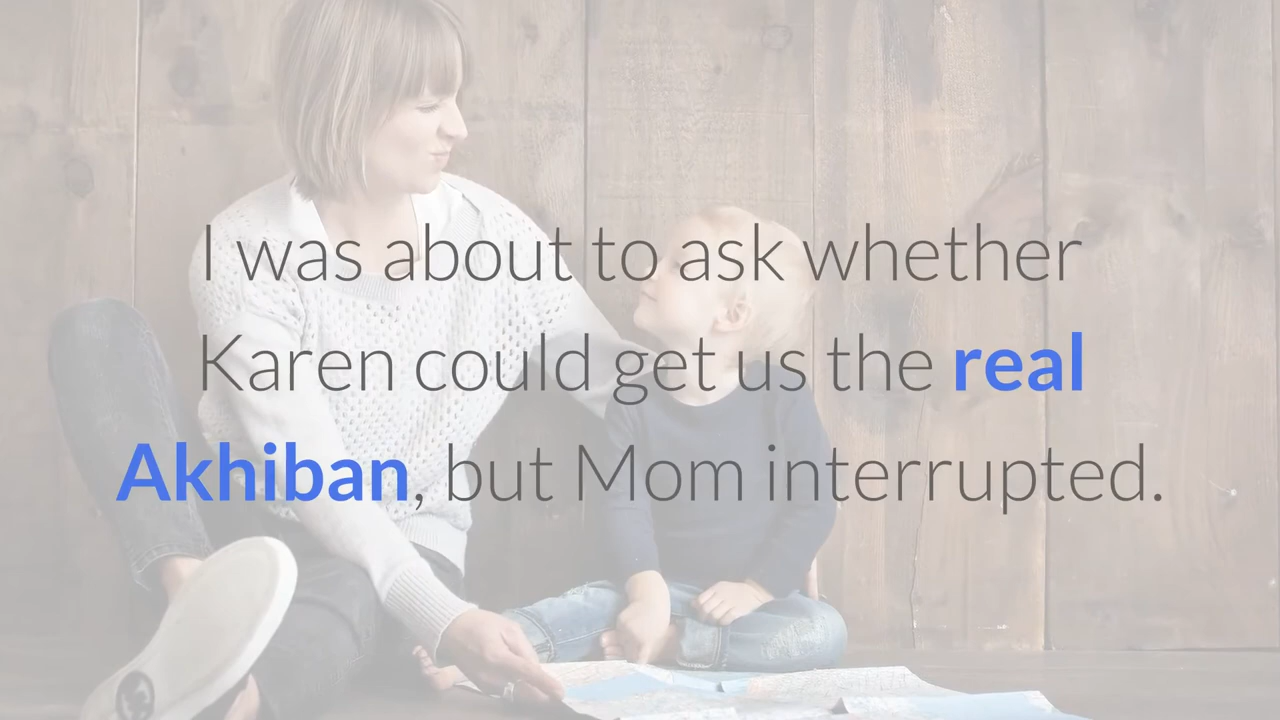 I was about to ask whether
Karen could get us the real
Akhiban, but Mom interrupted.